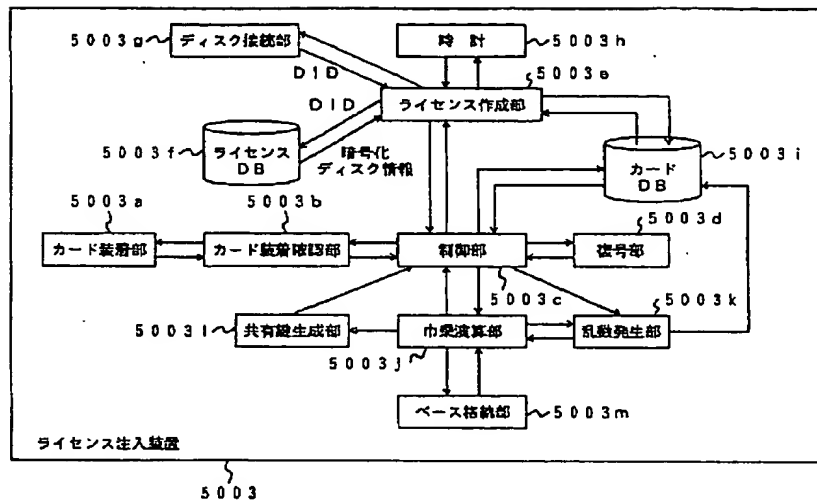 5003g
ディスク接続部
時計
5003h
DID
5003e
DID
ライセンス作成部
5003f
ライセンス
DB
暗号化
ディスク情報
カード
DB
5003i
5003a
5003b
5003d
カード装着部
カード装着確認部
制御部
復号部
5003c
5003k
5003l
共有鍵生成部
巾乗演算部
乱数発生部
5003j
ベース格納部
5003m
ライセンス注入装置
5003